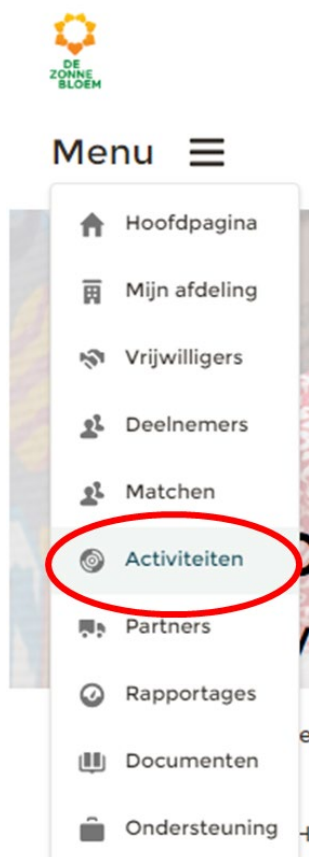 DE
ZONNE
BLOEM
Menu
Hoofdpagina
Mijn afdeling
Vrijwilligers
Deelnemers
Matchen
Activiteiten
Partners
Rapportages
Documenten
Ondersteuning